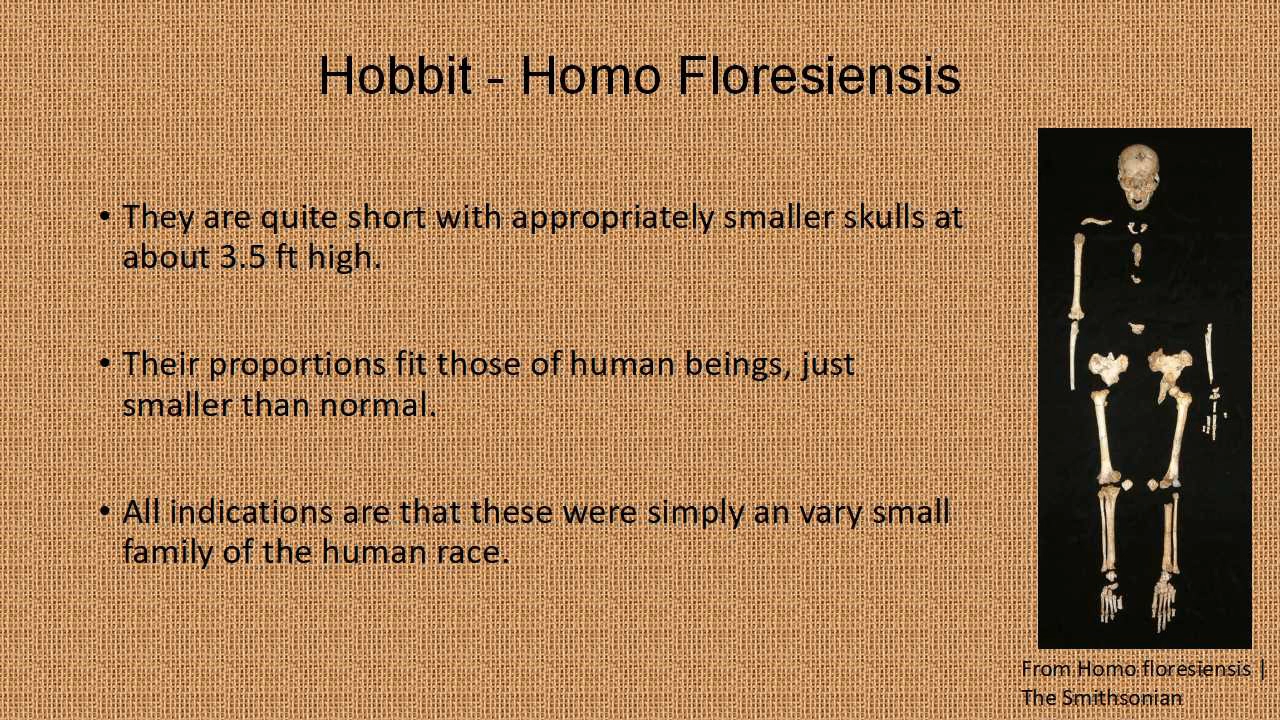 Hobbit - Homo Floresiensis
• They are quite short with appropriately smaller skulls at
about 3.5 ft high.
• Their proportions fit those of human beings, just
smaller than normal.
• All indications are that these were simply an vary small
family of the human race.
From Homo floresiensis |
The Smithsonian